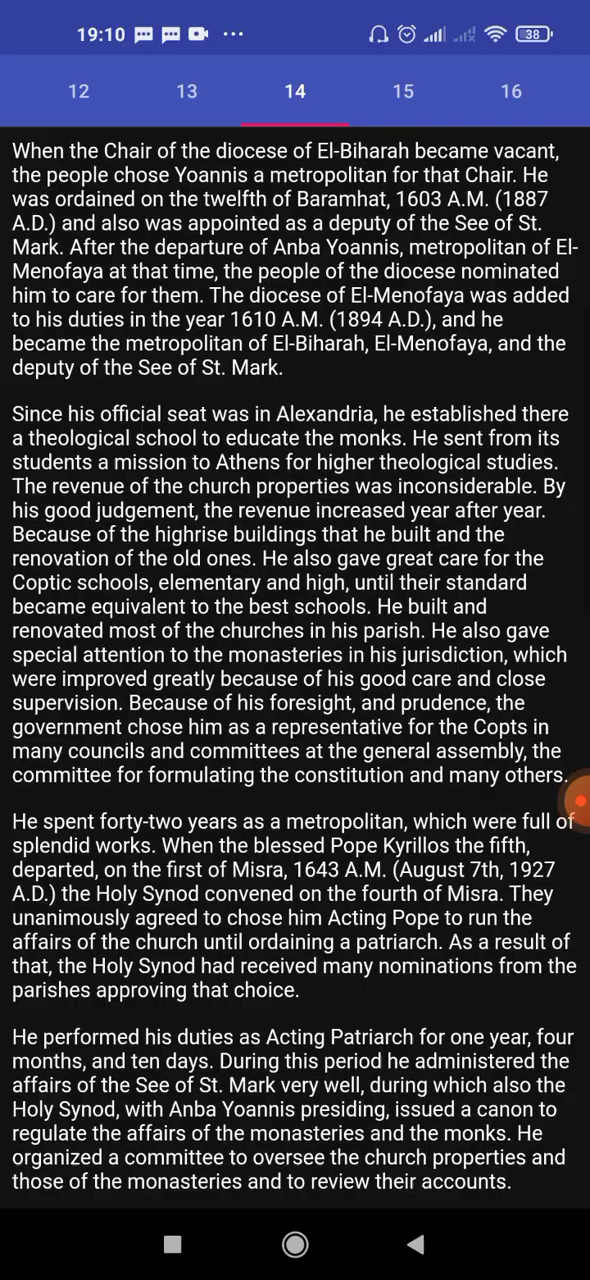 19:10
38
12 13 14 15 16
When the Chair of the diocese of El-Biharah became vacant,
the people chose Yoannis a metropolitan for that Chair. He
was ordained on the twelfth of Baramhat, 1603 A.M. (1887
A.D.) and also was appointed as a deputy of the See of St.
Mark. After the departure of Anba Yoannis, metropolitan of El-
Menofaya at that time, the people of the diocese nominated
him to care for them. The diocese of El-Menofaya was added
to his duties in the year 1610 A.M. (1894 A.D.), and he
became the metropolitan of El-Biharah, El-Menofaya, and the
deputy of the See of St. Mark.
Since his official seat was in Alexandria, he established there
a theological school to educate the monks. He sent from its
students a mission to Athens for higher theological studies.
The revenue of the church properties was inconsiderable. By
his good judgement, the revenue increased year after year.
Because of the highrise buildings that he built and the
renovation of the old ones. He also gave great care for the
Coptic schools, elementary and high, until their standard
became equivalent to the best schools. He built and
renovated most of the churches in his parish. He also gave
special attention to the monasteries in his jurisdiction, which
were improved greatly because of his good care and close
supervision. Because of his foresight, and prudence, the
government chose him as a representative for the Copts in
many councils and committees at the general assembly, the
committee for formulating the constitution and many others.
He spent forty-two years as a metropolitan, which were full of
splendid works. When the blessed Pope Kyrillos the fifth,
departed, on the first of Misra, 1643 A.M. (August 7th, 1927
A.D.) the Holy Synod convened on the fourth of Misra. They
unanimously agreed to chose him Acting Pope to run the
affairs of the church until ordaining a patriarch. As a result of
that, the Holy Synod had received many nominations from the
parishes approving that choice.
He performed his duties as Acting Patriarch for one year, four
months, and ten days. During this period he administered the
affairs of the See of St. Mark very well, during which also the
Holy Synod, with Anba Yoannis presiding, issued a canon to
regulate the affairs of the monasteries and the monks. He
organized a committee to oversee the church properties and
those of the monasteries and to review their accounts.